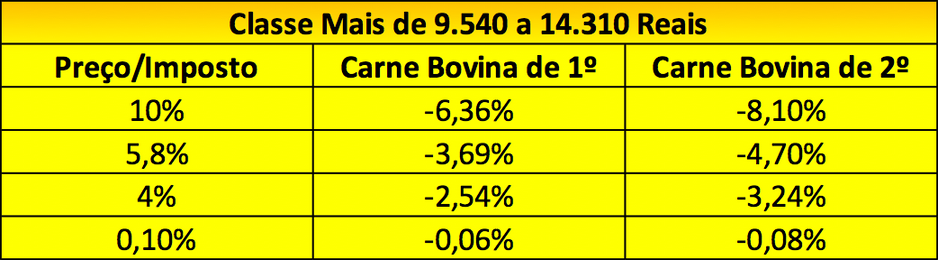 Classe Mais de 9.540 a 14.310 Reais
Preço/Imposto Carne Bovina de 1º Carne Bovina de 2º
10% -6,36% -8,10%
5,8% -3,69% -4,70%
4% -2,54% -3,24%
0,10% -0,06% -0,08%